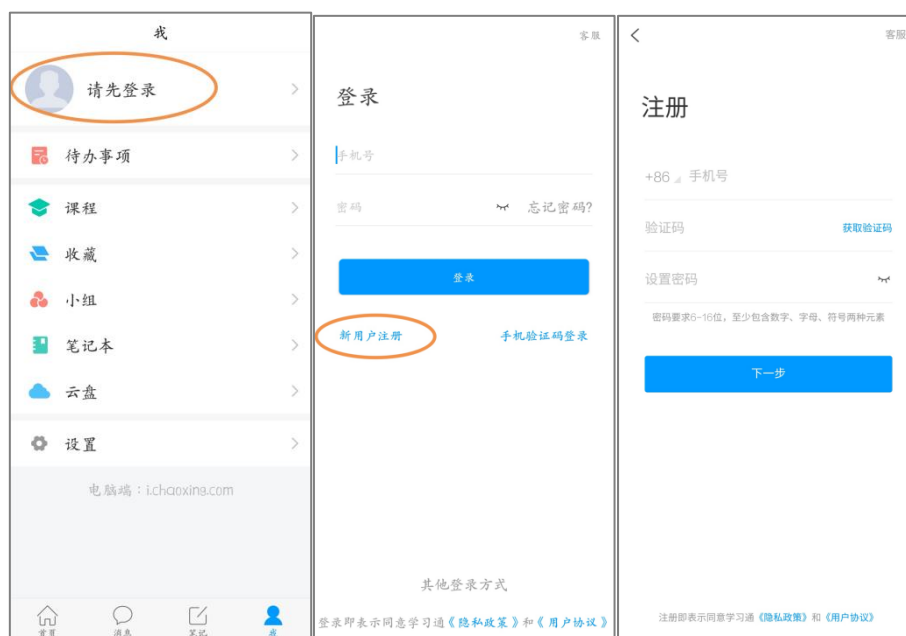 我
请先登录
待办事项
课程
收藏
小组
笔记本
云盘
设置
电脑端：i.chaoxing.com
首页
消息
笔记
我
客服
登录
手机号
密码
忘记密码?
登录
新用户注册
手机验证码登录
其他登录方式
登录即表示同意学习通《隐私政策》和《用户协议》
客服
注册
+86 手机号
验证码 获取验证码
设置密码
密码要求6-16位，至少包含数字、字母、符号两种元素
下一步
注册即表示同意学习通《隐私政策》和《用户协议》